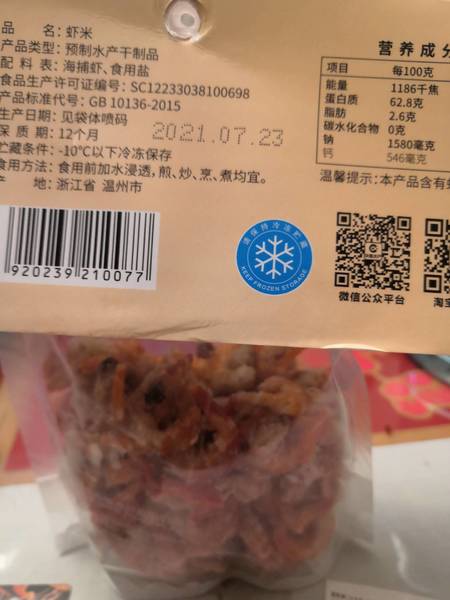 品 名: 虾米
产品类型: 预制水产干制品
配 料 表: 海捕虾、食用盐
食品生产许可证编号: SC12233038100698
产品标准代号: GB 10136-2015
生产日期: 见袋体喷码
保 质 期: 12个月
2021.07.23
贮藏条件: -10℃以下冷冻保存
食用方法: 食用前加水浸透，煎、炒、烹、煮均宜。
产 地: 浙江省 温州市
营养成分
项目 每100克
能量 1186千焦
蛋白质 62.8克
脂肪 2.6克
碳水化合物 0克
钠 1580毫克
钙 546毫克
温馨提示: 本产品含有
920239 210077
请保持冷冻贮藏
KEEP FROZEN STORAGE
微信公众平台
淘宝